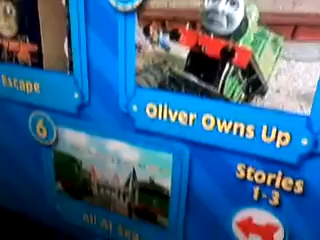 Escape
Oliver Owns Up
6
Stories
1-3
All At Sea